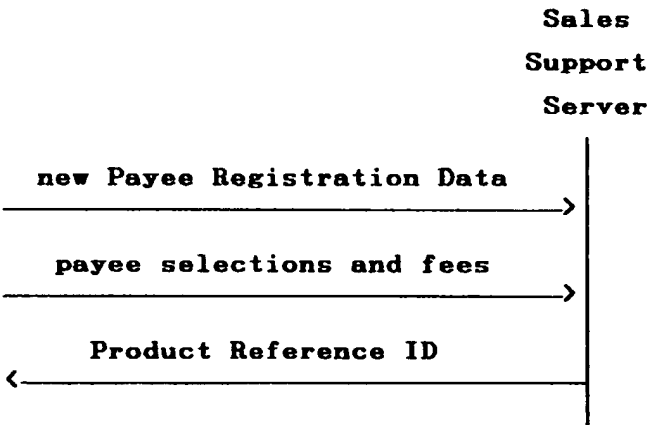 Sales
Support
Server
new Payee Registration Data
payee selections and fees
Product Reference ID